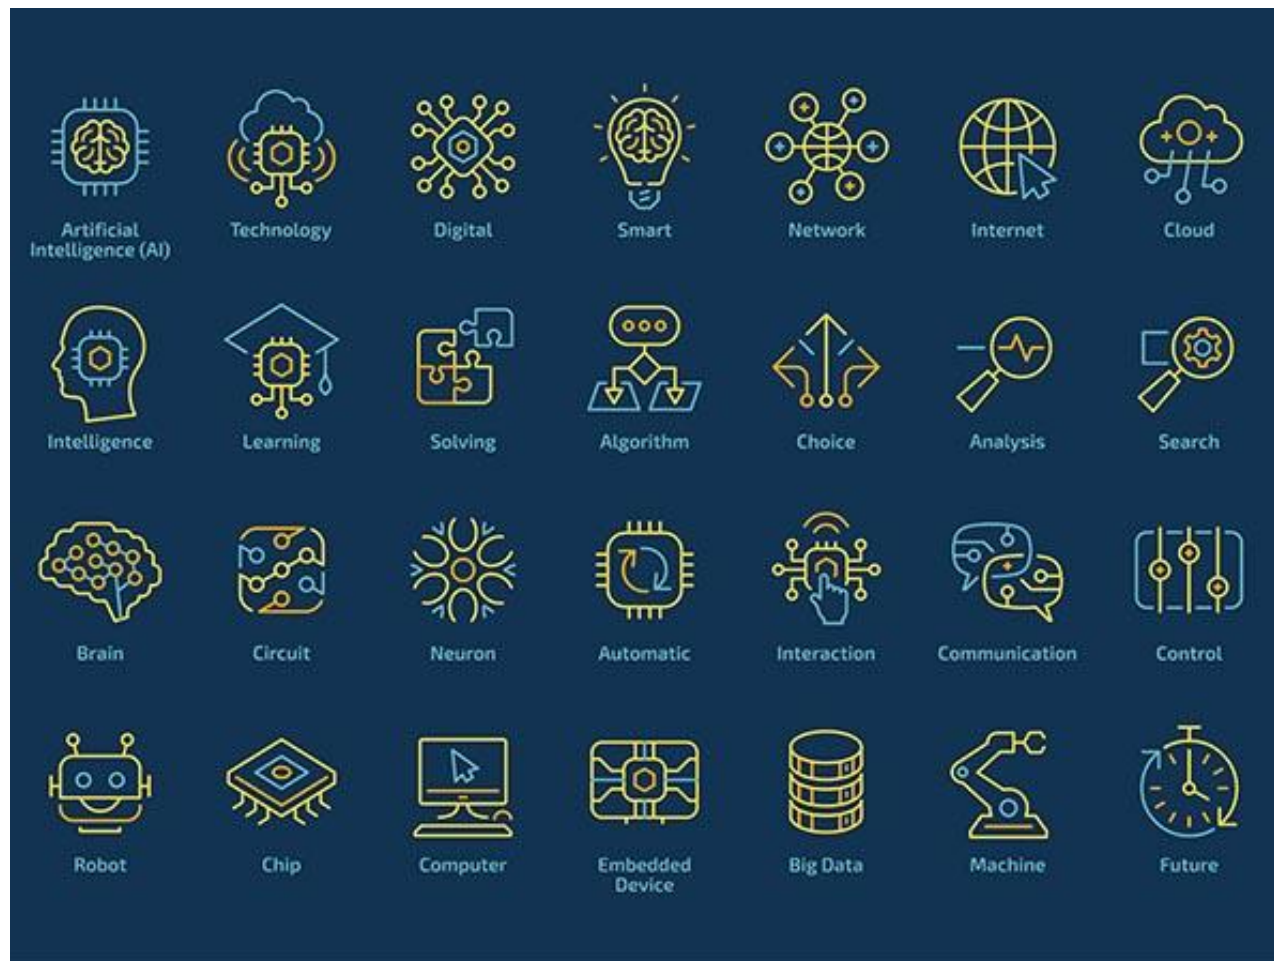 Artificial
Intelligence (AI)
Technology
Digital
Smart
Network
Internet
Cloud
Intelligence
Learning
Solving
Algorithm
Choice
Analysis
Search
Brain
Circuit
Neuron
Automatic
Interaction
Communication
Control
Robot
Chip
Computer
Embedded
Device
Big Data
Machine
Future